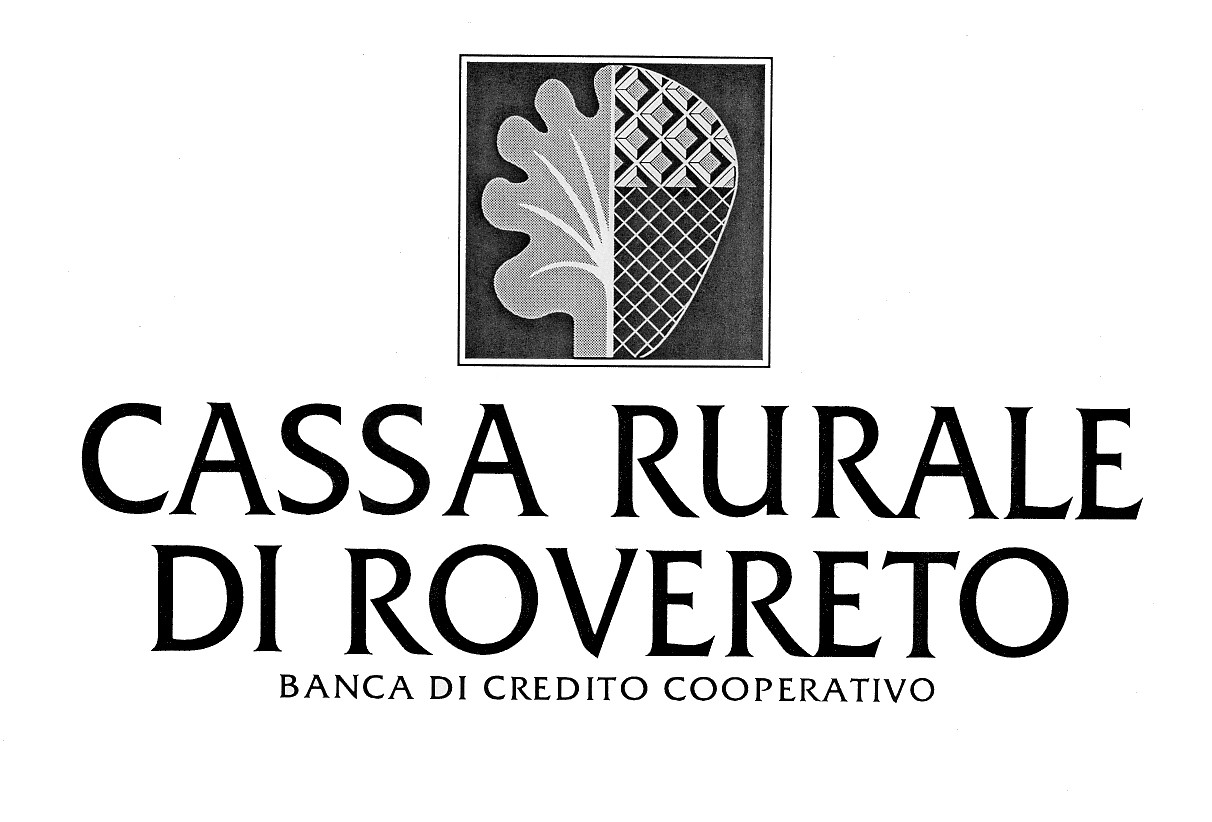 CASSA RURALE
DI ROVERETO
BANCA DI CREDITO COOPERATIVO